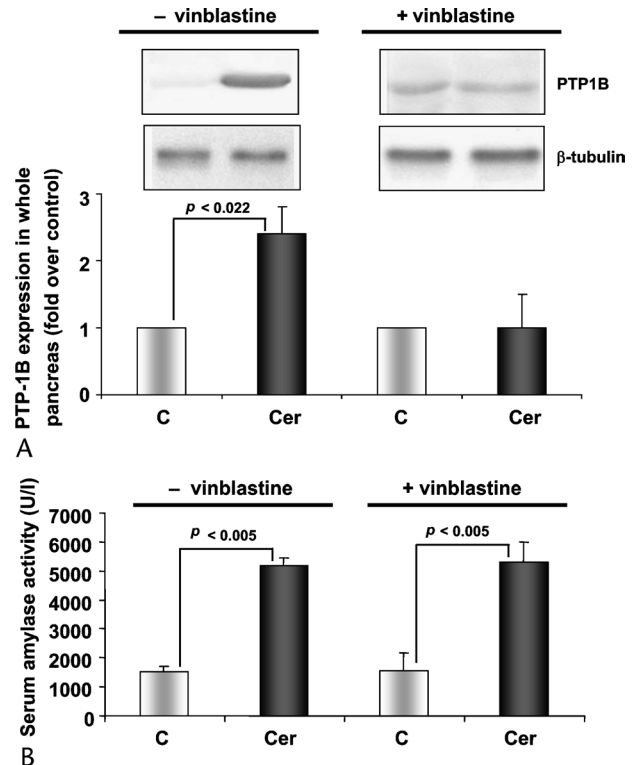 – vinblastine
+ vinblastine
PTP1B
β-tubulin
PTP-1B expression in whole
pancreas (fold over control)
3
2
1
0
p < 0.022
C
Cer
C
Cer
A
– vinblastine
+ vinblastine
Serum amylase activity (U/l)
7000
6000
5000
4000
3000
2000
1000
0
p < 0.005
p < 0.005
C
Cer
C
Cer
B